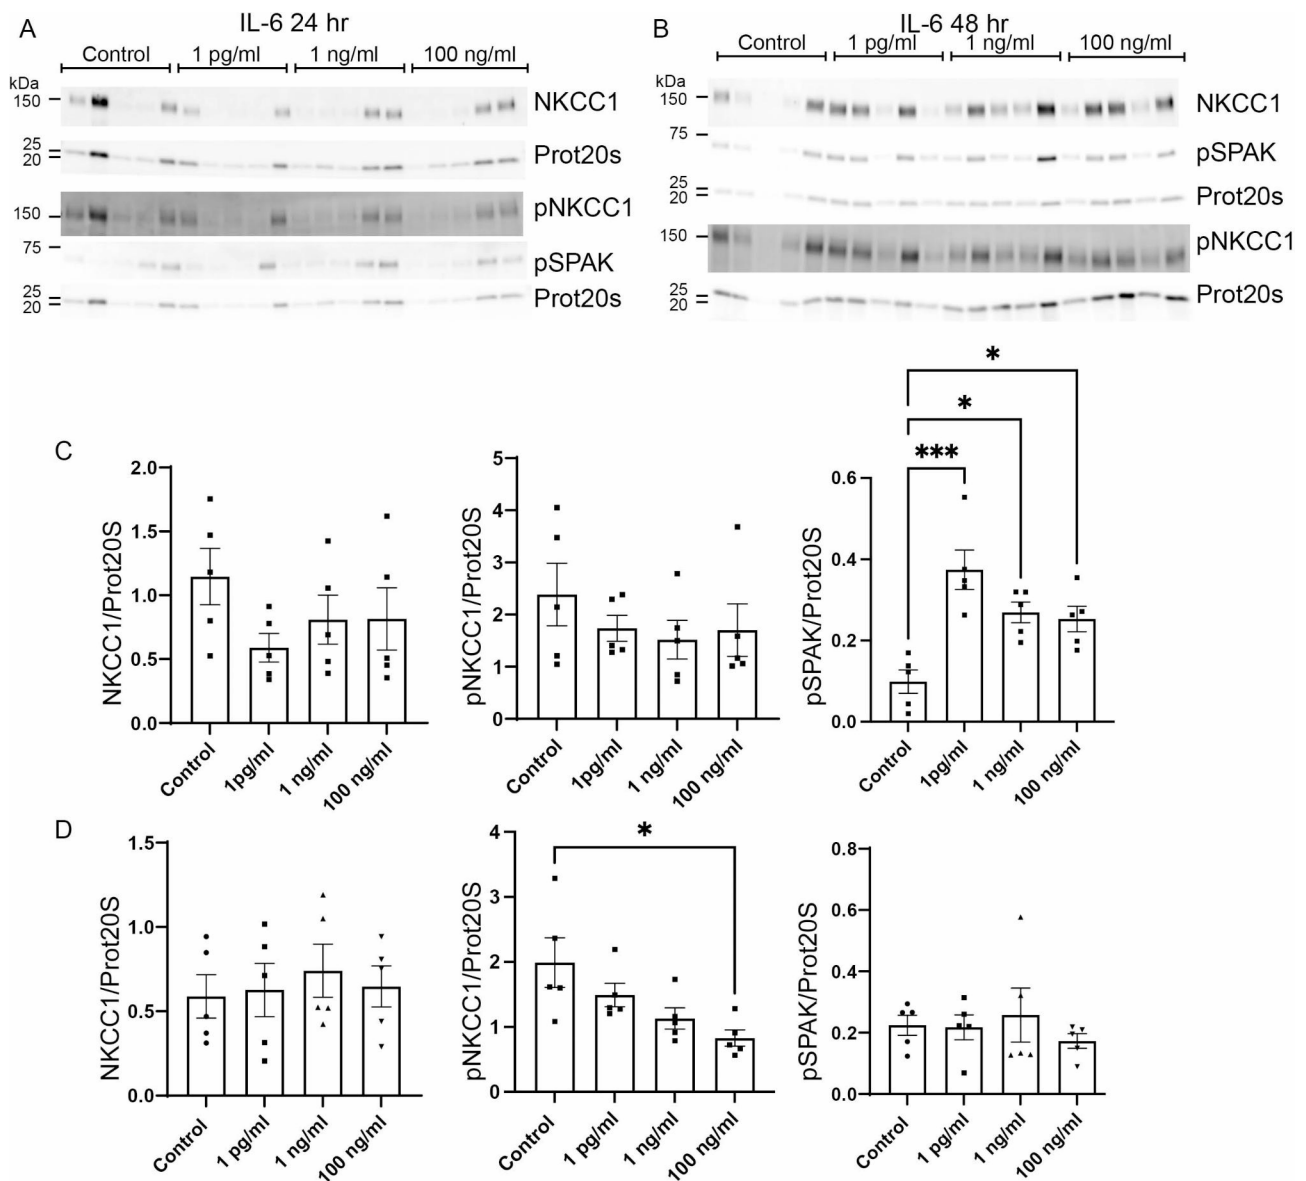 A
IL-6 24 hr
Control 1 pg/ml 1 ng/ml 100 ng/ml
kDa
150 NKCC1
25
20 Prot20s
150 pNKCC1
75
pSPAK
25
20 Prot20s
B
IL-6 48 hr
Control 1 pg/ml 1 ng/ml 100 ng/ml
kDa
150 NKCC1
75
pSPAK
25
20 Prot20s
150 pNKCC1
25
20 Prot20s
C
NKCC1/Prot20S
2.0
1.5
1.0
0.5
0.0
Control 1pg/ml 1 ng/ml 100 ng/ml
pNKCC1/Prot20S
5
4
3
2
1
0
Control 1pg/ml 1 ng/ml 100 ng/ml
*
*
***
pSPAK/Prot20S
0.6
0.4
0.2
0.0
Control 1pg/ml 1 ng/ml 100 ng/ml
D
NKCC1/Prot20S
1.5
1.0
0.5
0.0
Control 1 pg/ml 1 ng/ml 100 ng/ml
*
pNKCC1/Prot20S
4
3
2
1
0
Control 1 pg/ml 1 ng/ml 100 ng/ml
pSPAK/Prot20S
0.8
0.6
0.4
0.2
0.0
Control 1 pg/ml 1 ng/ml 100 ng/ml